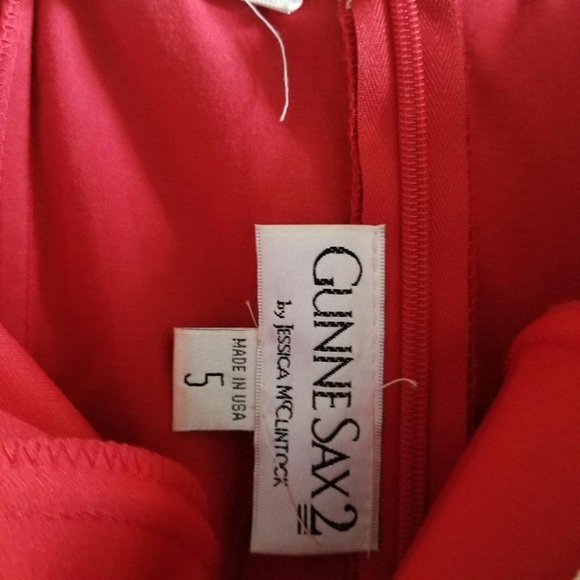 GUNNE SAX 2
by JESSICA McCLINTOCK
MADE IN USA
5